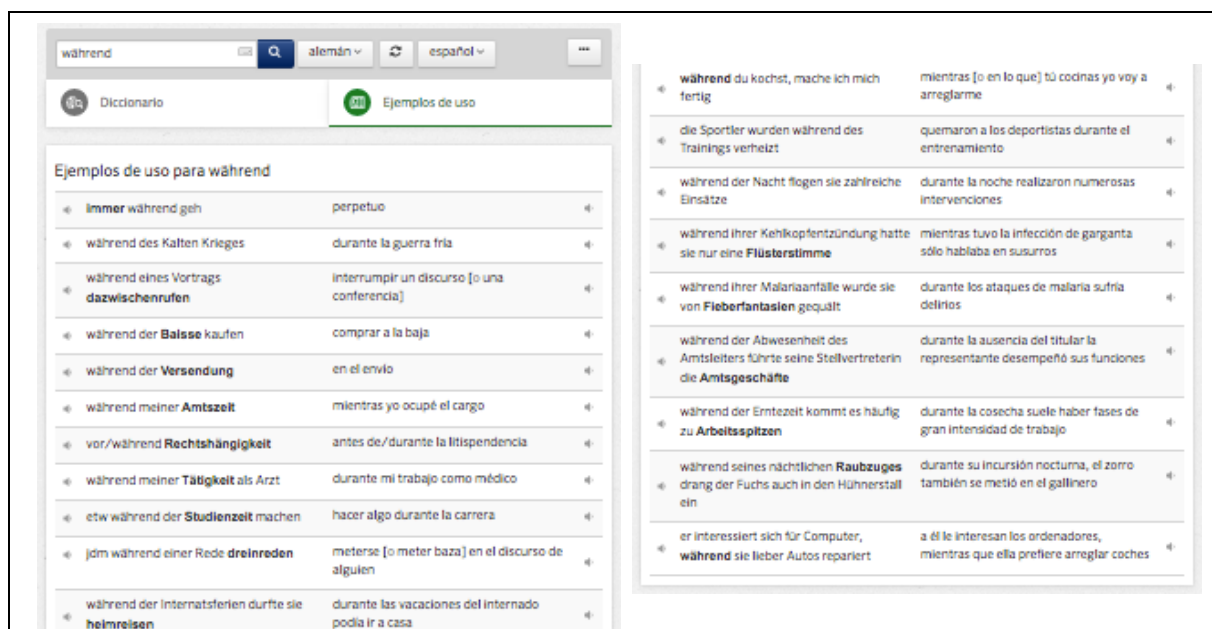 während alemán español ...
Diccionario Ejemplos de uso
Ejemplos de uso para während
immer während geh perpetuo
während des Kalten Krieges durante la guerra fría
während eines Vortrags interrumpir un discurso [o una
dazwischenrufen conferencia]
während der Baisse kaufen comprar a la baja
während der Versendung en el envío
während meiner Amtszeit mientras yo ocupé el cargo
vor/während Rechtshängigkeit antes de/durante la litispendencia
während meiner Tätigkeit als Arzt durante mi trabajo como médico
etw während der Studienzeit machen hacer algo durante la carrera
jdm während einer Rede dreinreden meterse [o meter baza] en el discurso de
alguien
während der Internatsferien durfte sie durante las vacaciones del internado
heimreisen podía ir a casa
während du kochst, mache ich mich mientras [o en lo que] tú cocinas yo voy a
fertig arreglarme
die Sportler wurden während des quemaron a los deportistas durante el
Trainings verheizt entrenamiento
während der Nacht flogen sie zahlreiche durante la noche realizaron numerosas
Einsätze intervenciones
während ihrer Kehlkopfentzündung hatte mientras tuvo la infección de garganta
sie nur eine Flüsterstimme sólo hablaba en susurros
während ihrer Malariaanfälle wurde sie durante los ataques de malaria sufría
von Fieberfantasien gequält delirios
während der Abwesenheit des durante la ausencia del titular la
Amtsleiters führte seine Stellvertreterin representante desempeñó sus funciones
die Amtsgeschäfte
während der Erntezeit kommt es häufig durante la cosecha suele haber fases de
zu Arbeitsspitzen gran intensidad de trabajo
während seines nächtlichen Raubzuges durante su incursión nocturna, el zorro
drang der Fuchs auch in den Hühnerstall también se metió en el gallinero
ein
er interessiert sich für Computer, a él le interesan los ordenadores,
während sie lieber Autos repariert mientras que ella prefiere arreglar coches